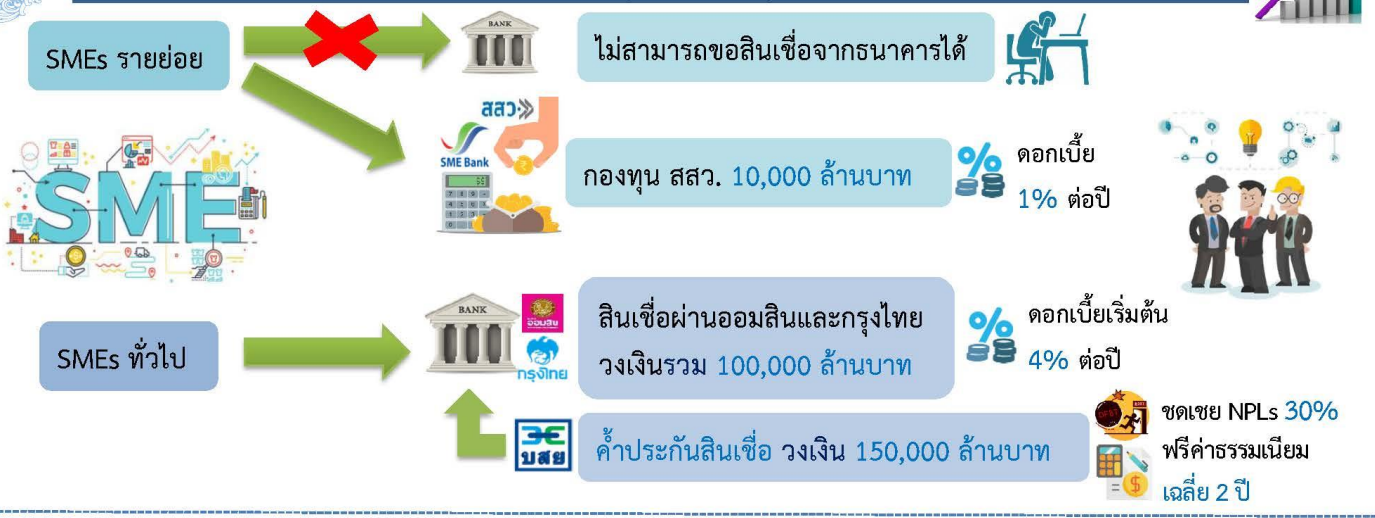 SMEs รายย่อย
BANK
ไม่สามารถขอสินเชื่อจากธนาคารได้
สสว.
SME Bank
กองทุน สสว. 10,000 ล้านบาท
ดอกเบี้ย
1% ต่อปี
SME
SMEs ทั่วไป
BANK
ออมสิน
กรุงไทย
สินเชื่อผ่านออมสินและกรุงไทย
วงเงินรวม 100,000 ล้านบาท
ดอกเบี้ยเริ่มต้น
4% ต่อปี
บสย
ค้ำประกันสินเชื่อ วงเงิน 150,000 ล้านบาท
DEBT
ชดเชย NPLs 30%
ฟรีค่าธรรมเนียม
เฉลี่ย 2 ปี